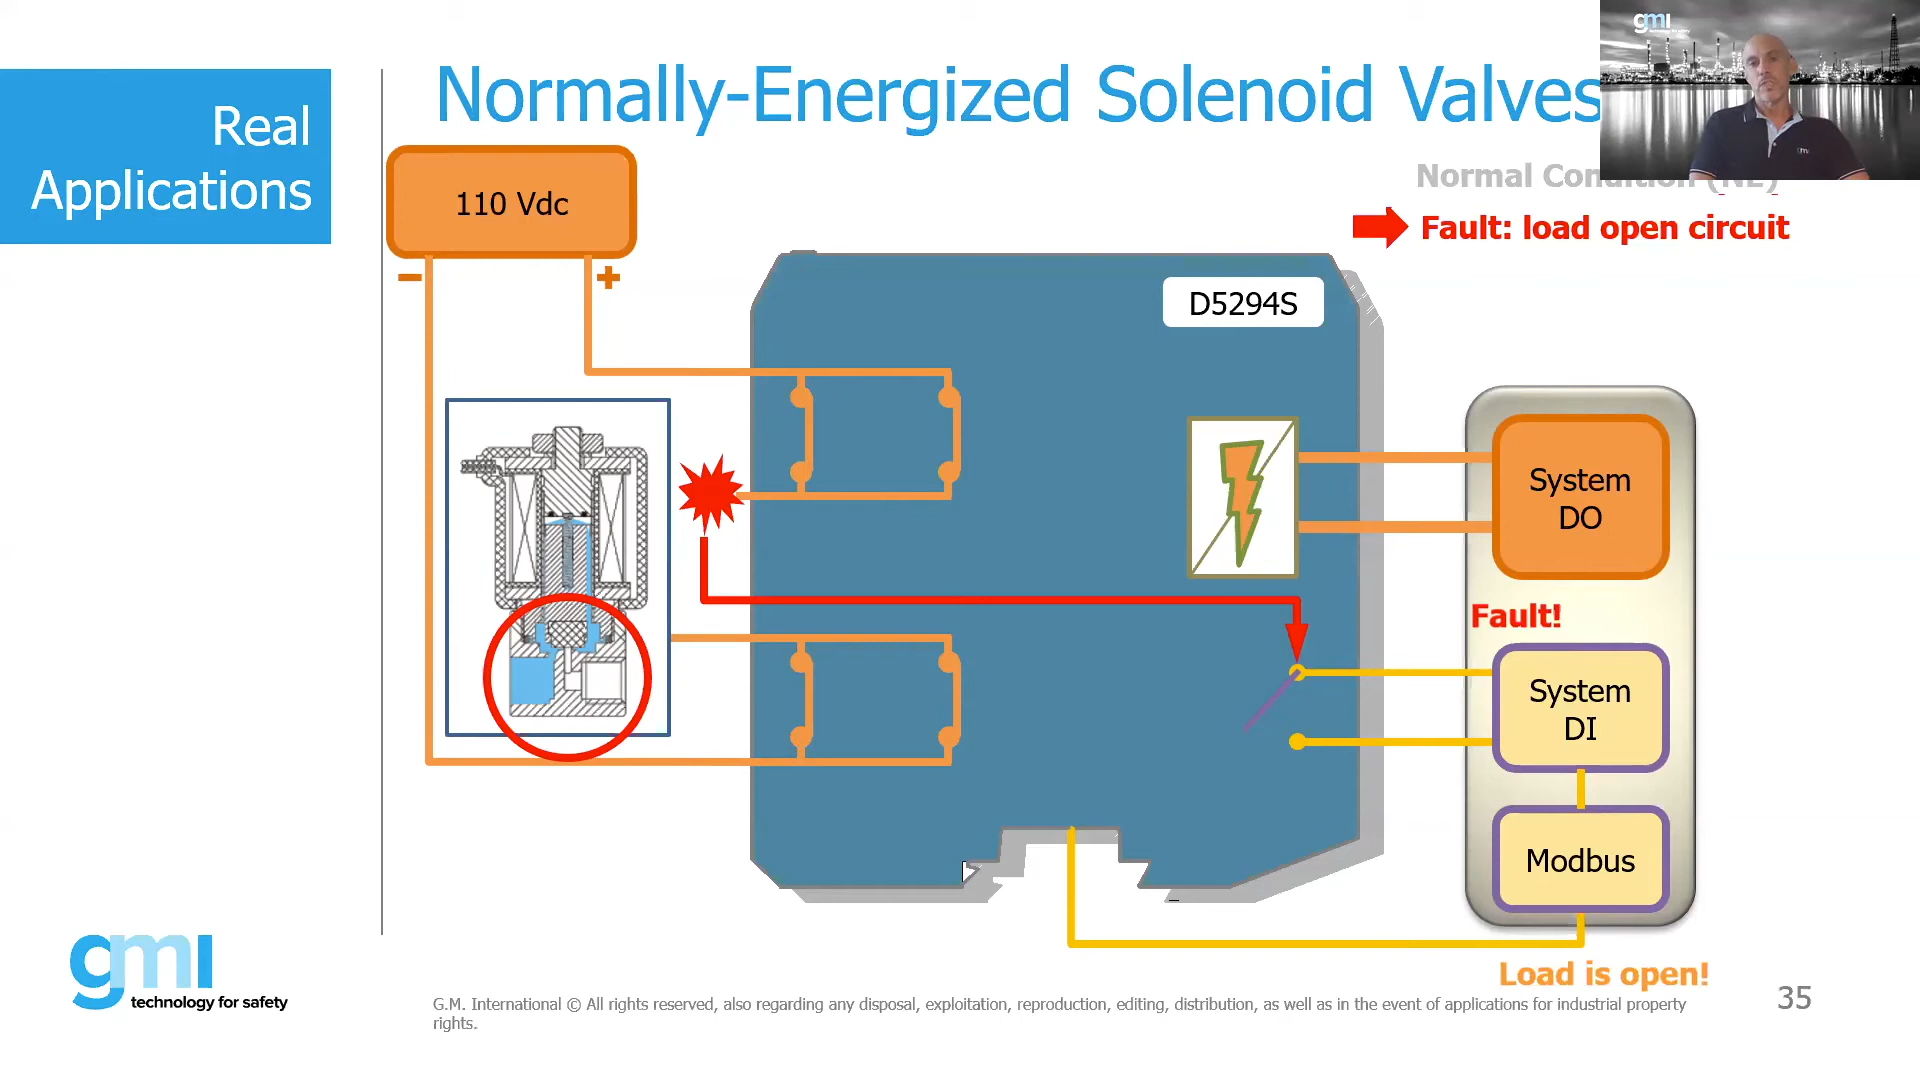 Real
Applications
Normally-Energized Solenoid Valves
gmi
Normal Condition (NE)
Fault: load open circuit
110 Vdc
−
+
D5294S
System
DO
Fault!
System
DI
Modbus
Load is open!
gmi
technology for safety
G.M. International © All rights reserved, also regarding any disposal, exploitation, reproduction, editing, distribution, as well as in the event of applications for industrial property
rights.
35